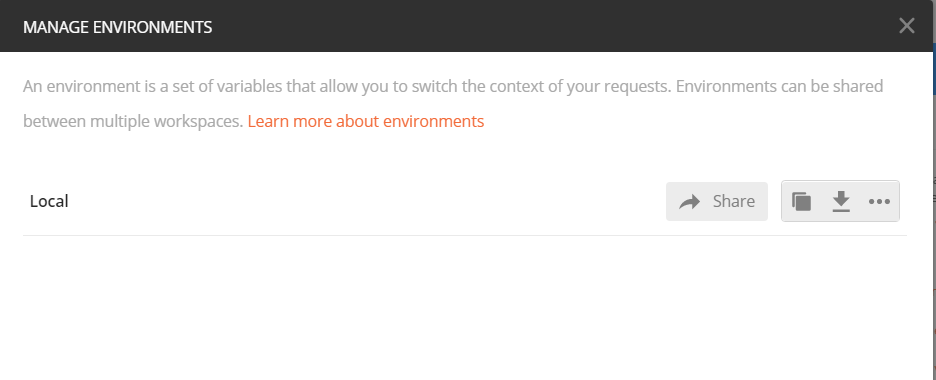 MANAGE ENVIRONMENTS
An environment is a set of variables that allow you to switch the context of your requests. Environments can be shared
between multiple workspaces. Learn more about environments
Local Share